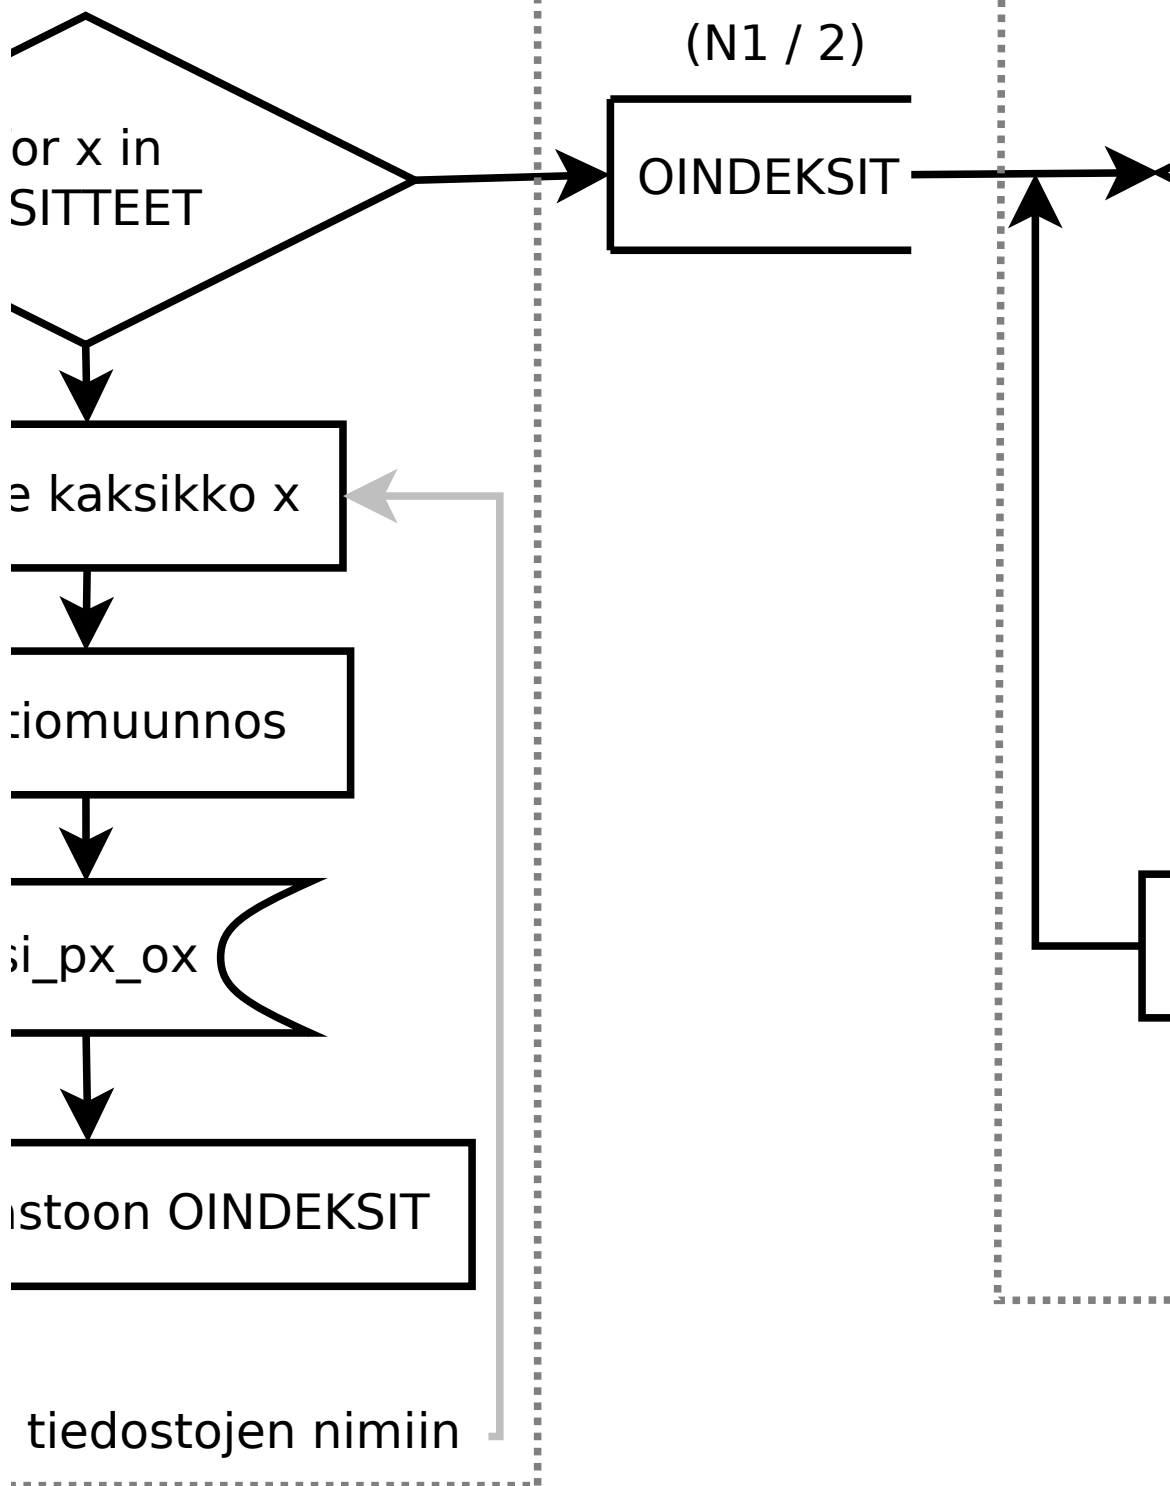 (N1 / 2)
or x in
SITTEET
OINDEKSIT
e kaksikko x
tiomuunnos
si_px_ox
stoon OINDEKSIT
tiedostojen nimiin